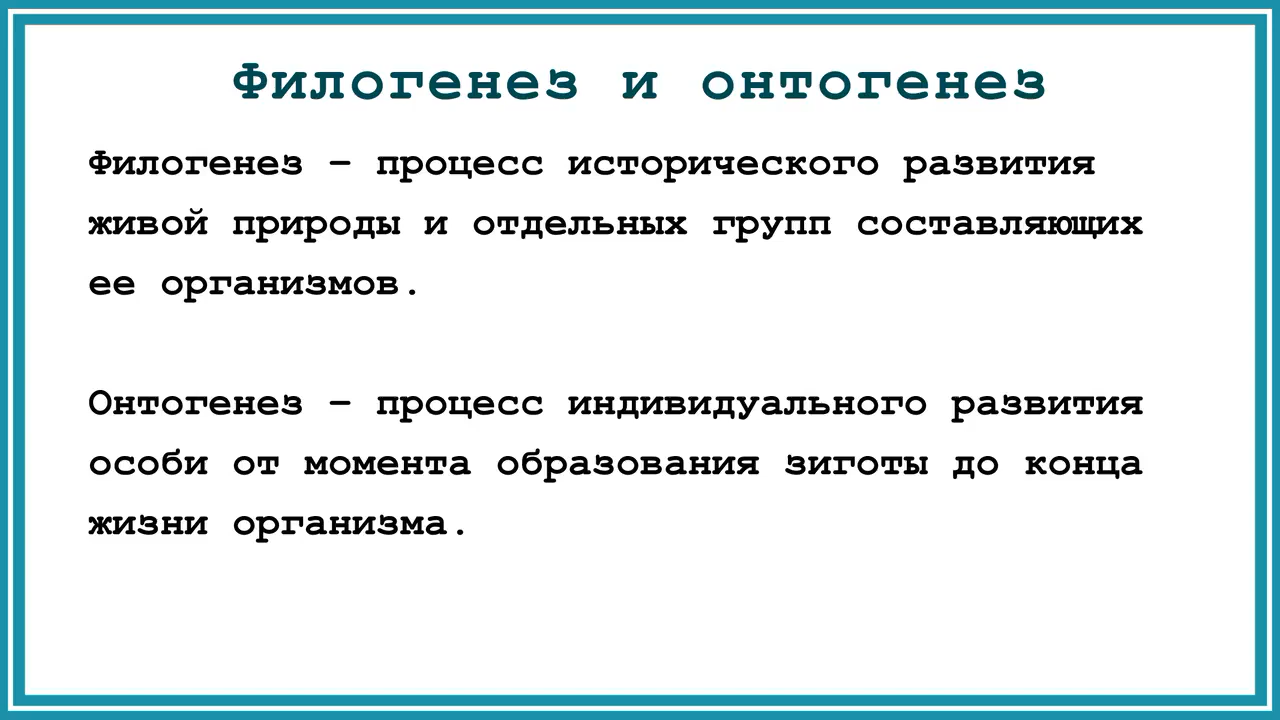 Филогенез и онтогенез
Филогенез – процесс исторического развития
живой природы и отдельных групп составляющих
ее организмов.
Онтогенез – процесс индивидуального развития
особи от момента образования зиготы до конца
жизни организма.